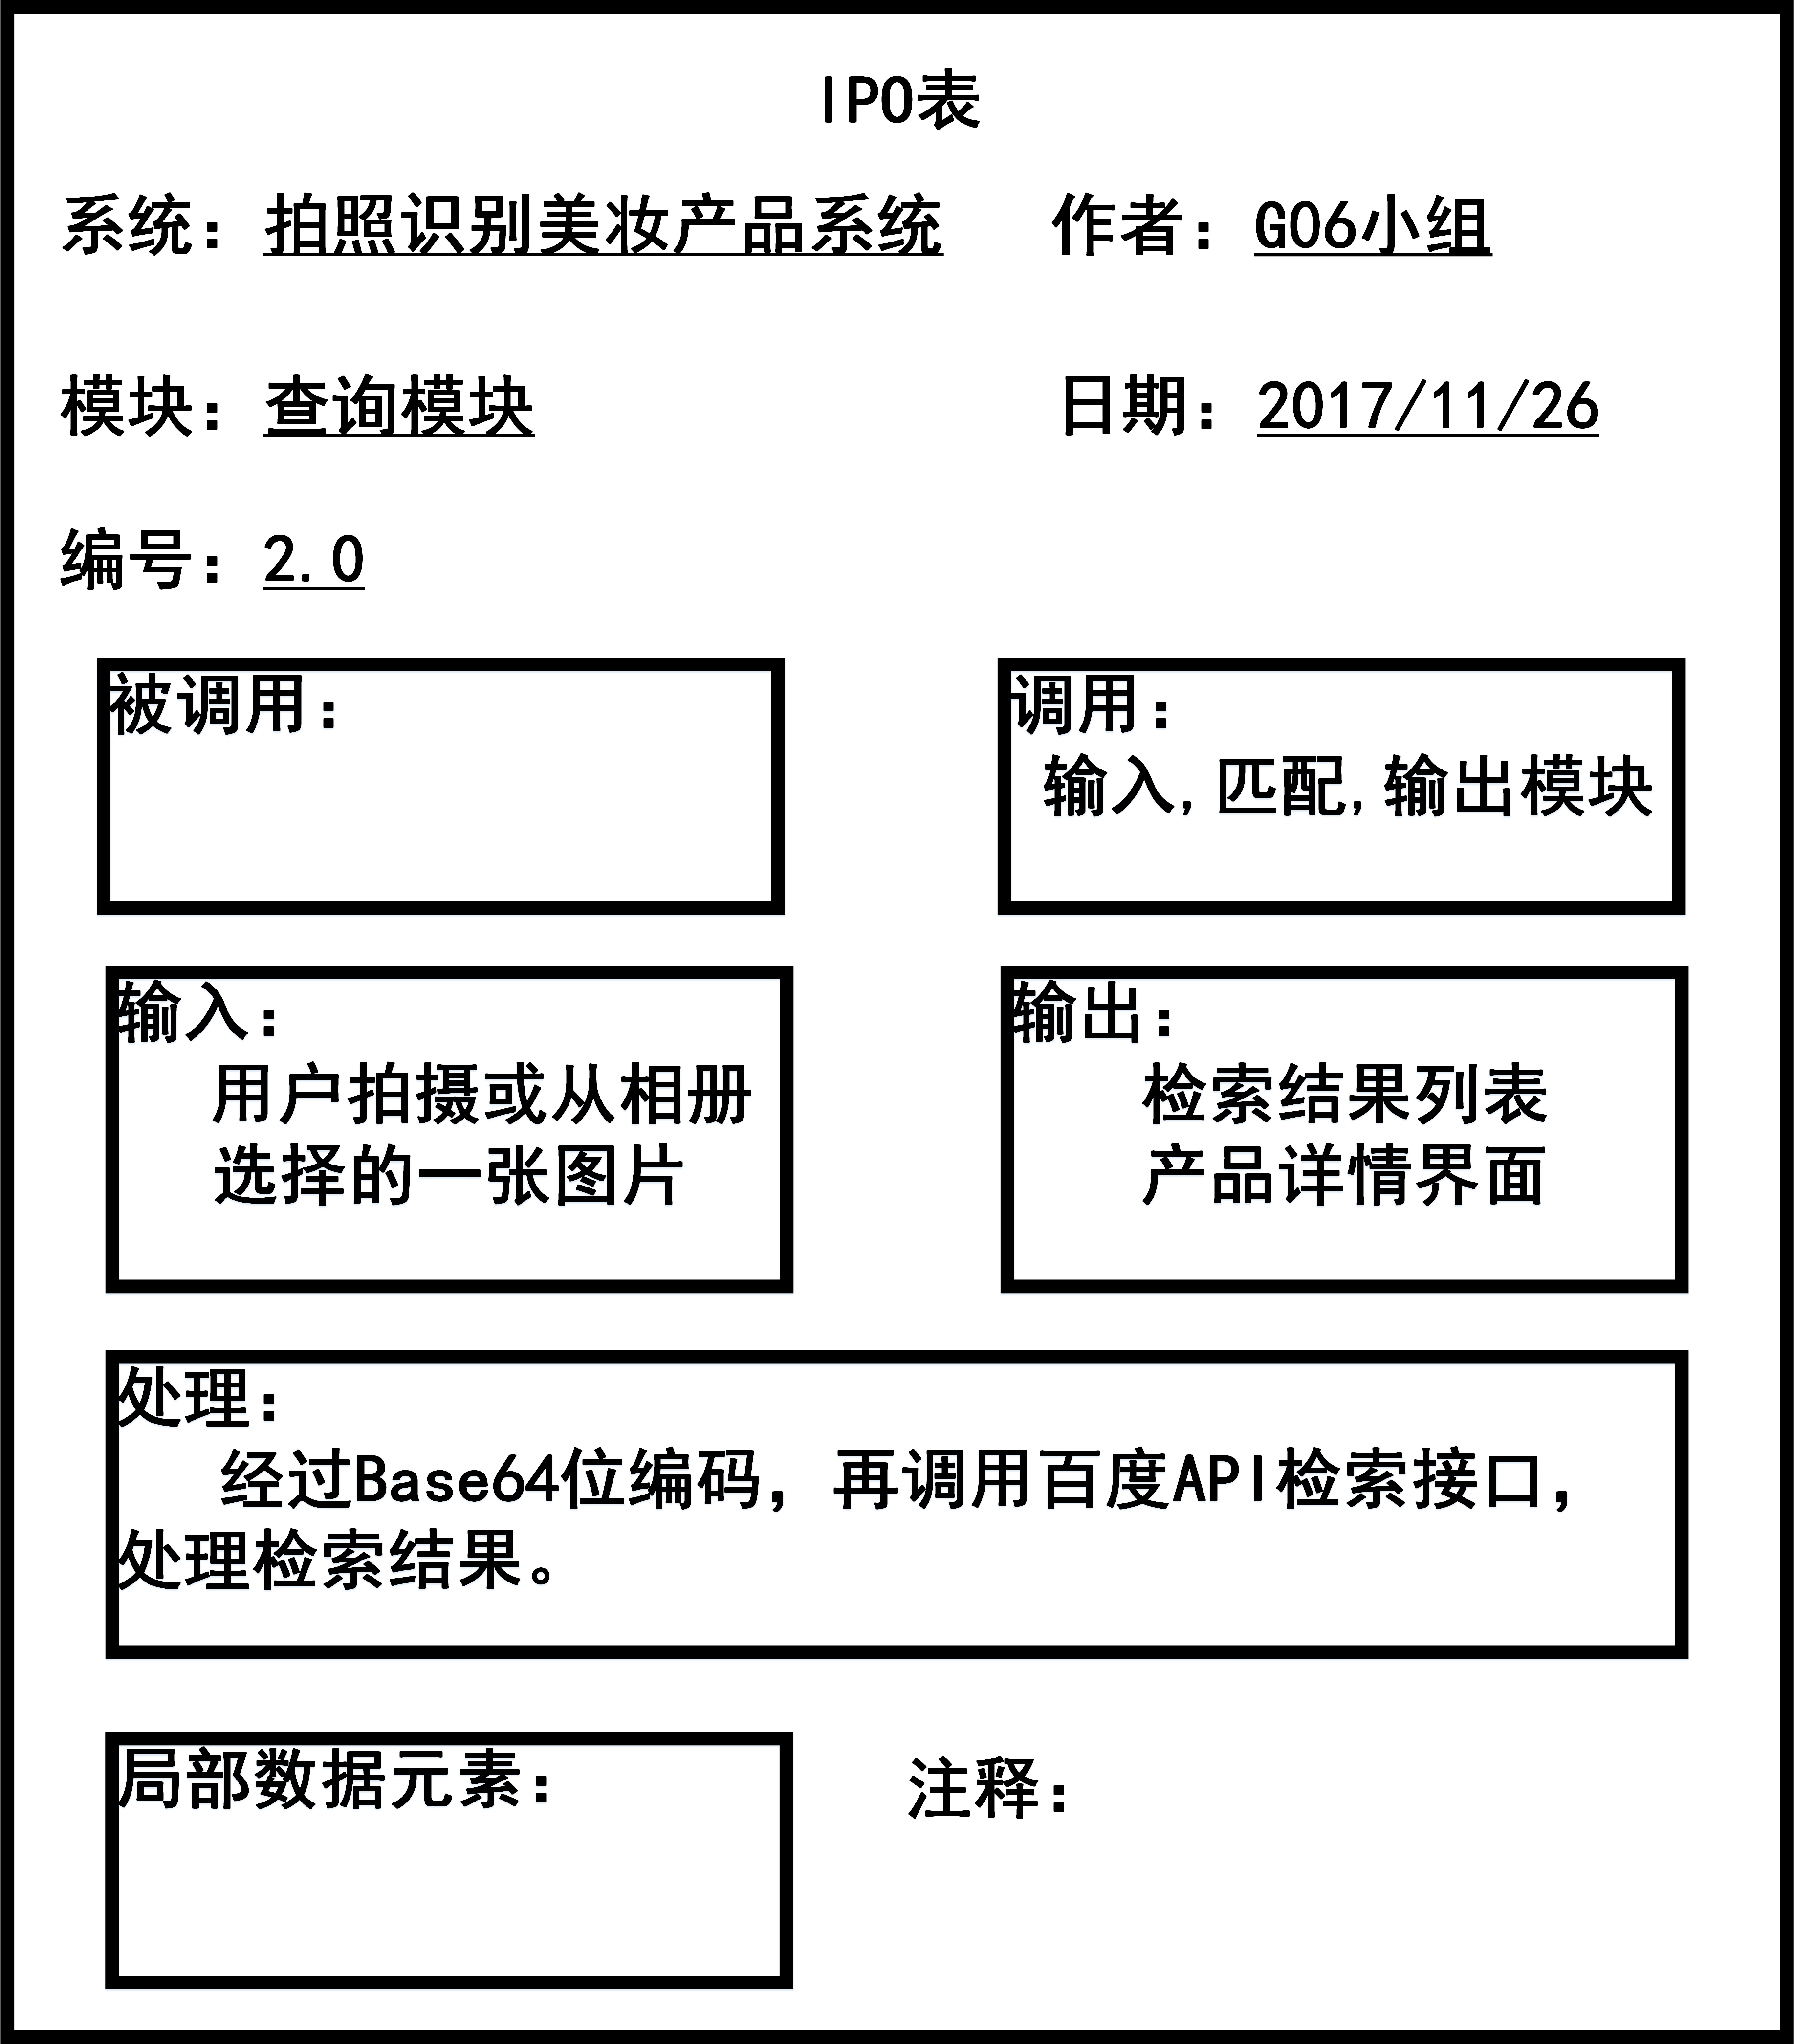 IPO表
系统：拍照识别美妆产品系统 作者：G06小组
模块：查询模块 日期：2017/11/26
编号：2.0
被调用：
调用：
输入,匹配,输出模块
输入：
用户拍摄或从相册
选择的一张图片
输出：
检索结果列表
产品详情界面
处理：
经过Base64位编码，再调用百度API检索接口，
处理检索结果。
局部数据元素：
注释：